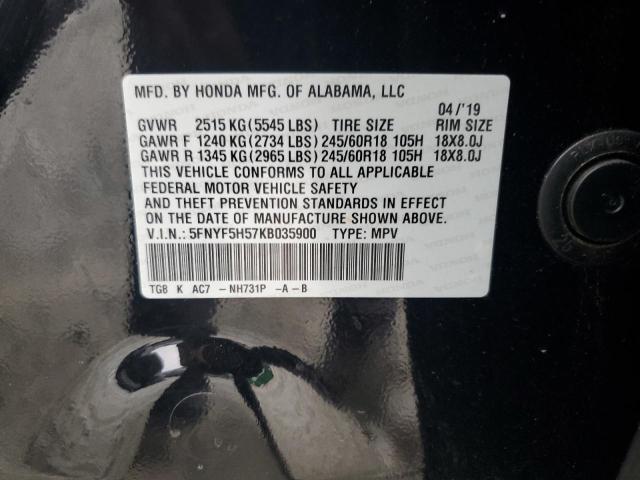 MFD. BY HONDA MFG. OF ALABAMA, LLC
04/'19
GVWR 2515 KG (5545 LBS) TIRE SIZE RIM SIZE
GAWR F 1240 KG (2734 LBS) 245/60R18 105H 18X8.0J
GAWR R 1345 KG (2965 LBS) 245/60R18 105H 18X8.0J
THIS VEHICLE CONFORMS TO ALL APPLICABLE
FEDERAL MOTOR VEHICLE SAFETY
AND THEFT PREVENTION STANDARDS IN EFFECT
ON THE DATE OF MANUFACTURE SHOWN ABOVE.
V.I.N.: 5FNYF5H57KB035900 TYPE: MPV
TG8 K AC7 -NH731P -A-B